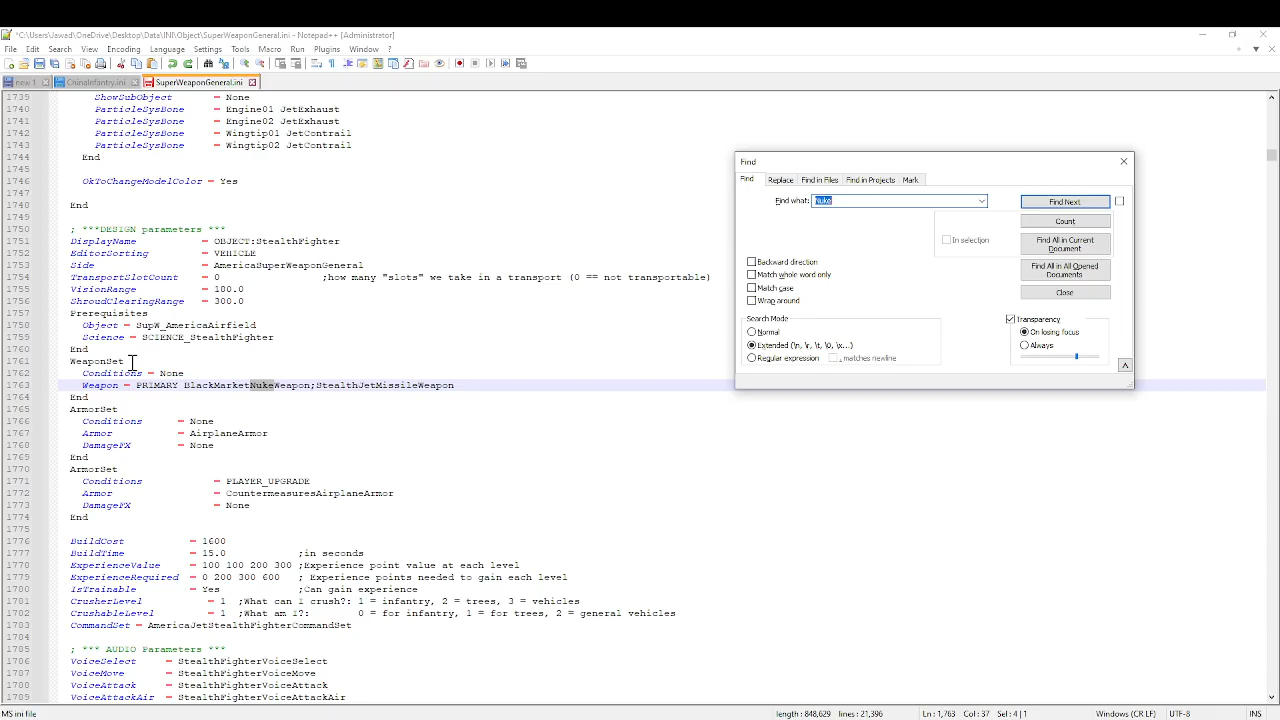 *C:\Users\Jawad\OneDrive\Desktop\Data\INI\Object\SuperWeaponGeneral.ini - Notepad++ [Administrator]
File Edit Search View Encoding Language Settings Tools Macro Run Plugins Window ?
new 1 ChinaInfantry.ini SuperWeaponGeneral.ini
1739 ShowSubObject = None
1740 ParticleSysBone = Engine01 JetExhaust
1741 ParticleSysBone = Engine02 JetExhaust
1742 ParticleSysBone = Wingtip01 JetContrail
1743 ParticleSysBone = Wingtip02 JetContrail
1744 End
1745
1746 OkToChangeModelColor = Yes
1747
1748 End
1749
1750 ; ***DESIGN parameters ***
1751 DisplayName = OBJECT:StealthFighter
1752 EditorSorting = VEHICLE
1753 Side = AmericaSuperWeaponGeneral
1754 TransportSlotCount = 0 ;how many "slots" we take in a transport (0 == not transportable)
1755 VisionRange = 180.0
1756 ShroudClearingRange = 300.0
1757 Prerequisites
1758 Object = SupW_AmericaAirfield
1759 Science = SCIENCE_StealthFighter
1760 End
1761 WeaponSet
1762 Conditions = None
1763 Weapon = PRIMARY BlackMarketNukeWeapon;StealthJetMissileWeapon
1764 End
1765 ArmorSet
1766 Conditions = None
1767 Armor = AirplaneArmor
1768 DamageFX = None
1769 End
1770 ArmorSet
1771 Conditions = PLAYER_UPGRADE
1772 Armor = CountermeasuresAirplaneArmor
1773 DamageFX = None
1774 End
1775
1776 BuildCost = 1600
1777 BuildTime = 15.0 ;in seconds
1778 ExperienceValue = 100 100 200 300 ;Experience point value at each level
1779 ExperienceRequired = 0 200 300 600 ; Experience points needed to gain each level
1780 IsTrainable = Yes ;Can gain experience
1781 CrusherLevel = 1 ;What can I crush?: 1 = infantry, 2 = trees, 3 = vehicles
1782 CrushableLevel = 1 ;What am I?: 0 = for infantry, 1 = for trees, 2 = general vehicles
1783 CommandSet = AmericaJetStealthFighterCommandSet
1784
1785 ; *** AUDIO Parameters ***
1786 VoiceSelect = StealthFighterVoiceSelect
1787 VoiceMove = StealthFighterVoiceMove
1788 VoiceAttack = StealthFighterVoiceAttack
1789 VoiceAttackAir = StealthFighterVoiceAttackAir
Find
Find Replace Find in Files Find in Projects Mark
Find what: Nuke Find Next
Count
In selection Find All in Current Document
Backward direction Find All in All Opened Documents
Match whole word only
Match case Close
Wrap around
Search Mode Transparency
Normal On losing focus
Extended (\n, \r, \t, \0, \x...) Always
Regular expression . matches newline
MS ini file length : 848,629 lines : 21,396 Ln : 1,763 Col : 37 Sel : 4 | 1 Windows (CR LF) UTF-8 INS